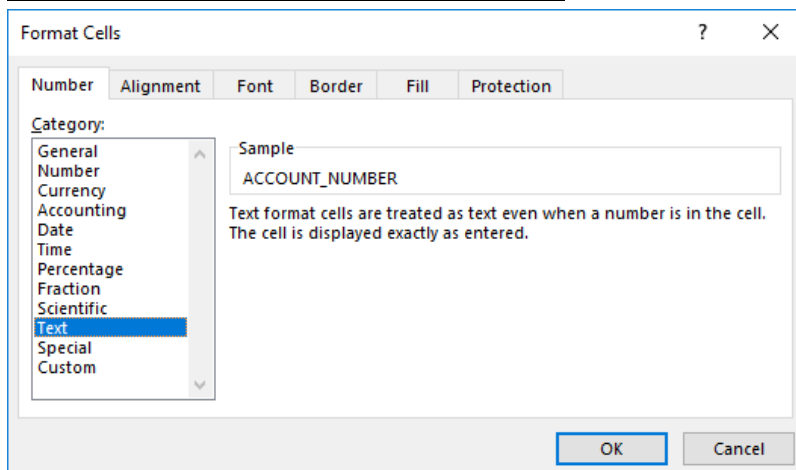 Format Cells ?
Number Alignment Font Border Fill Protection
Category:
General
Number
Currency
Accounting
Date
Time
Percentage
Fraction
Scientific
Text
Special
Custom
Sample
ACCOUNT_NUMBER
Text format cells are treated as text even when a number is in the cell.
The cell is displayed exactly as entered.
OK Cancel